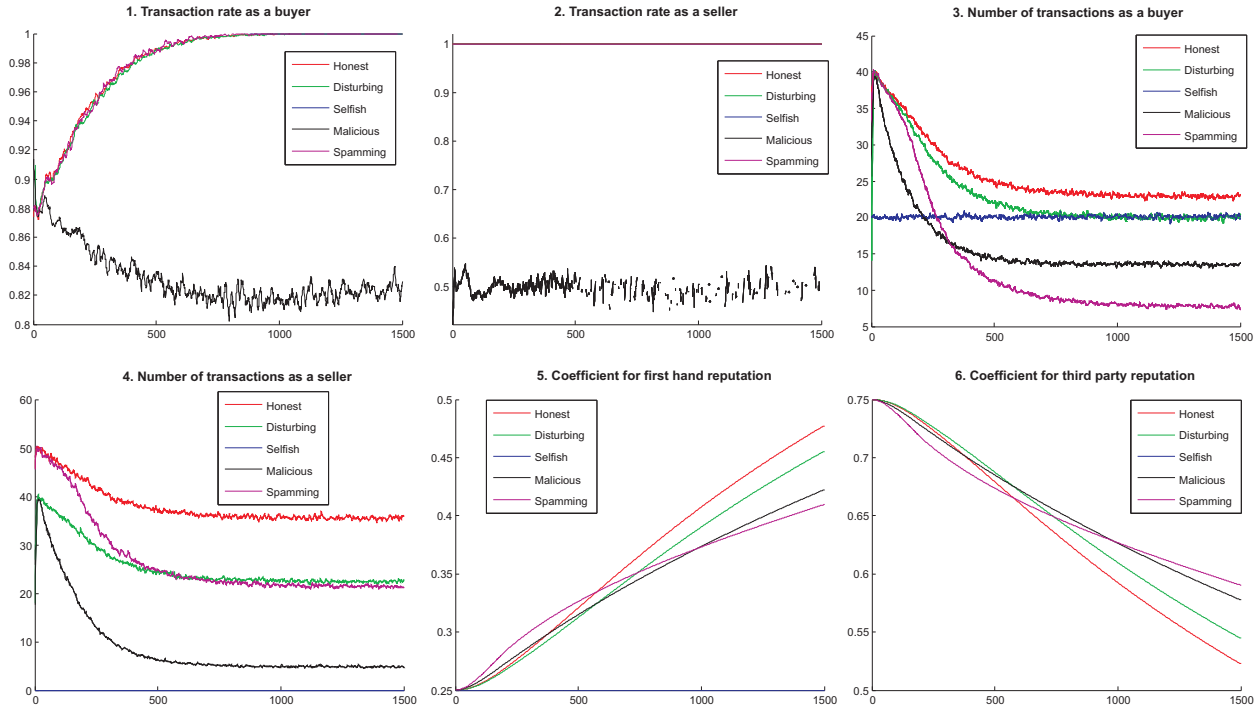 1. Transaction rate as a buyer
1
0.98
0.96
0.94
0.92
0.9
0.88
0.86
0.84
0.82
0.8
0
500
1000
1500
Honest
Disturbing
Selfish
Malicious
Spamming
2. Transaction rate as a seller
1
0.9
0.8
0.7
0.6
0.5
0
500
1000
1500
Honest
Disturbing
Selfish
Malicious
Spamming
3. Number of transactions as a buyer
45
40
35
30
25
20
15
10
5
0
500
1000
1500
Honest
Disturbing
Selfish
Malicious
Spamming
4. Number of transactions as a seller
60
50
40
30
20
10
0
0
500
1000
1500
Honest
Disturbing
Selfish
Malicious
Spamming
5. Coefficient for first hand reputation
0.5
0.45
0.4
0.35
0.3
0.25
0
500
1000
1500
Honest
Disturbing
Selfish
Malicious
Spamming
6. Coefficient for third party reputation
0.75
0.7
0.65
0.6
0.55
0.5
0
500
1000
1500
Honest
Disturbing
Selfish
Malicious
Spamming